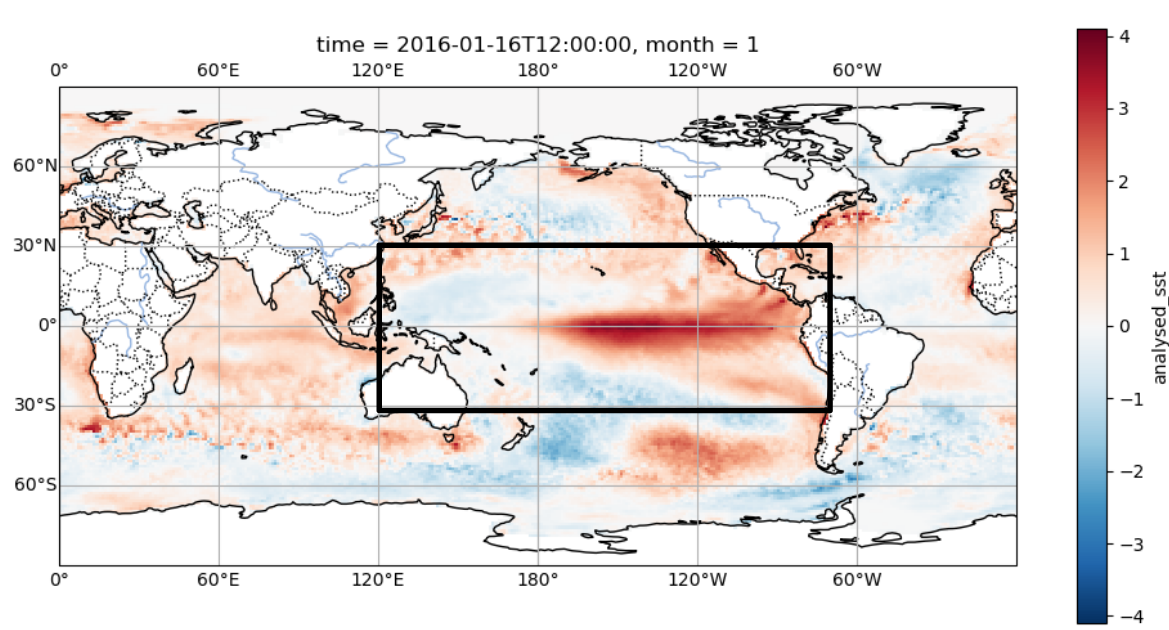 time = 2016-01-16T12:00:00, month = 1
0° 60°E 120°E 180° 120°W 60°W
60°N
30°N
0°
30°S
60°S
0° 60°E 120°E 180° 120°W 60°W
4
3
2
1
0
−1
−2
−3
−4
analysed_sst